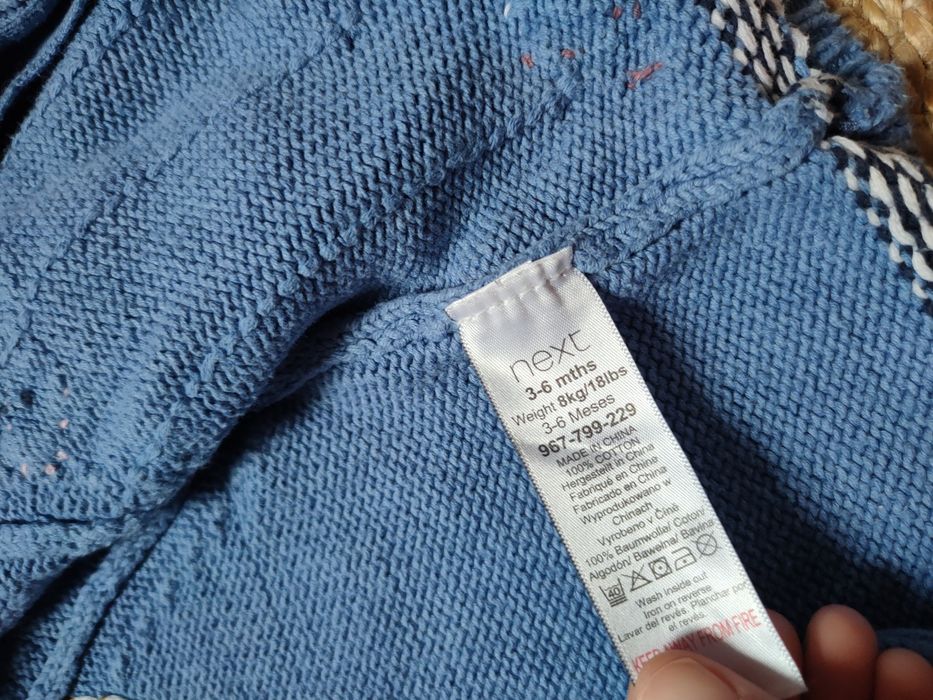 next
3-6 mths
Weight 8kg/18lbs
3-6 Meses
967-799-229
MADE IN CHINA
100% COTTON
Hergestellt in China
Fabriqué en Chine
Fabricado en China
Wyprodukowano w
Chinach
Vyrobeno v Číně
100% Baumwolle/ Coton/
Algodón/ Bawełna/ Bavlna
40
Wash inside out
Iron on reverse
Lavar del revés. Planchar por
el revés.
KEEP AWAY FROM FIRE